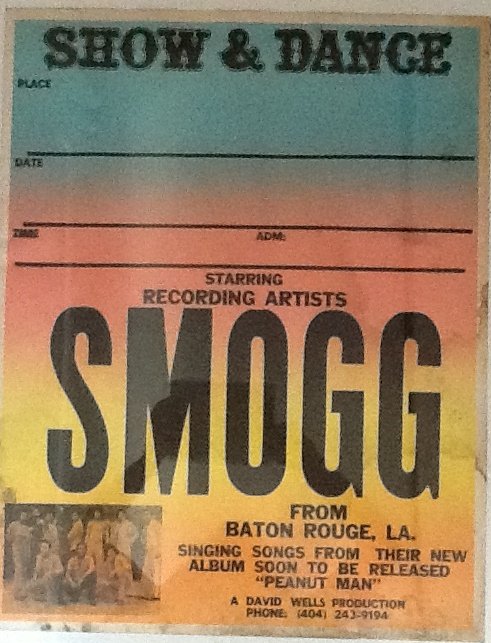 SHOW & DANCE
PLACE
DATE
TIME ADM:
STARRING
RECORDING ARTISTS
SMOGG
FROM
BATON ROUGE, LA.
SINGING SONGS FROM THEIR NEW
ALBUM SOON TO BE RELEASED
"PEANUT MAN"
A DAVID WELLS PRODUCTION
PHONE: (404) 243-9194